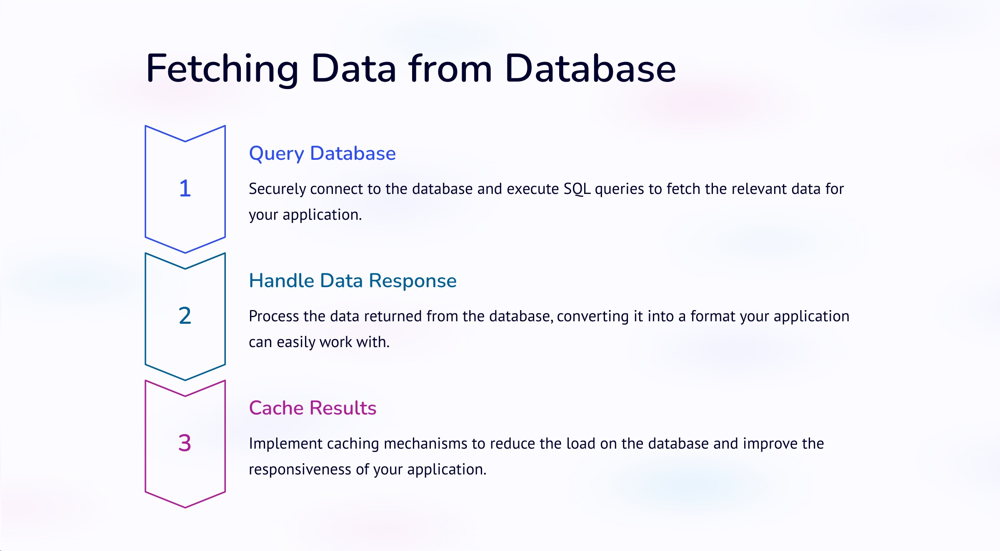 Fetching Data from Database
1
Query Database
Securely connect to the database and execute SQL queries to fetch the relevant data for
your application.
2
Handle Data Response
Process the data returned from the database, converting it into a format your application
can easily work with.
3
Cache Results
Implement caching mechanisms to reduce the load on the database and improve the
responsiveness of your application.